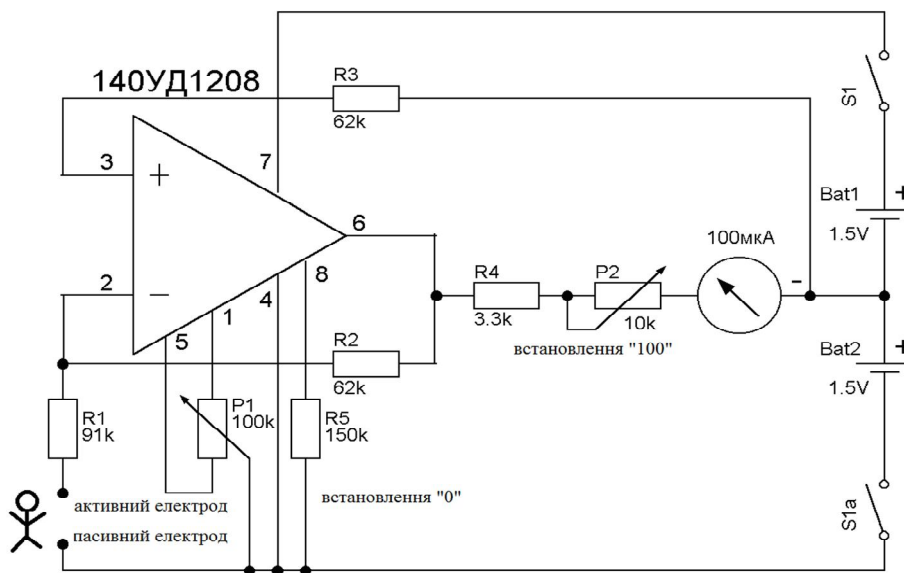 140УД1208
R3
62k
3
+
7
S1
Bat1
+
1.5V
6
100мкА
8
R4
P2
-
2
−
4
3.3k
10k
1
5
встановлення "100"
Bat2
+
1.5V
R2
62k
R1
91k
P1
100k
R5
150k
встановлення "0"
активний електрод
пасивний електрод
S1a